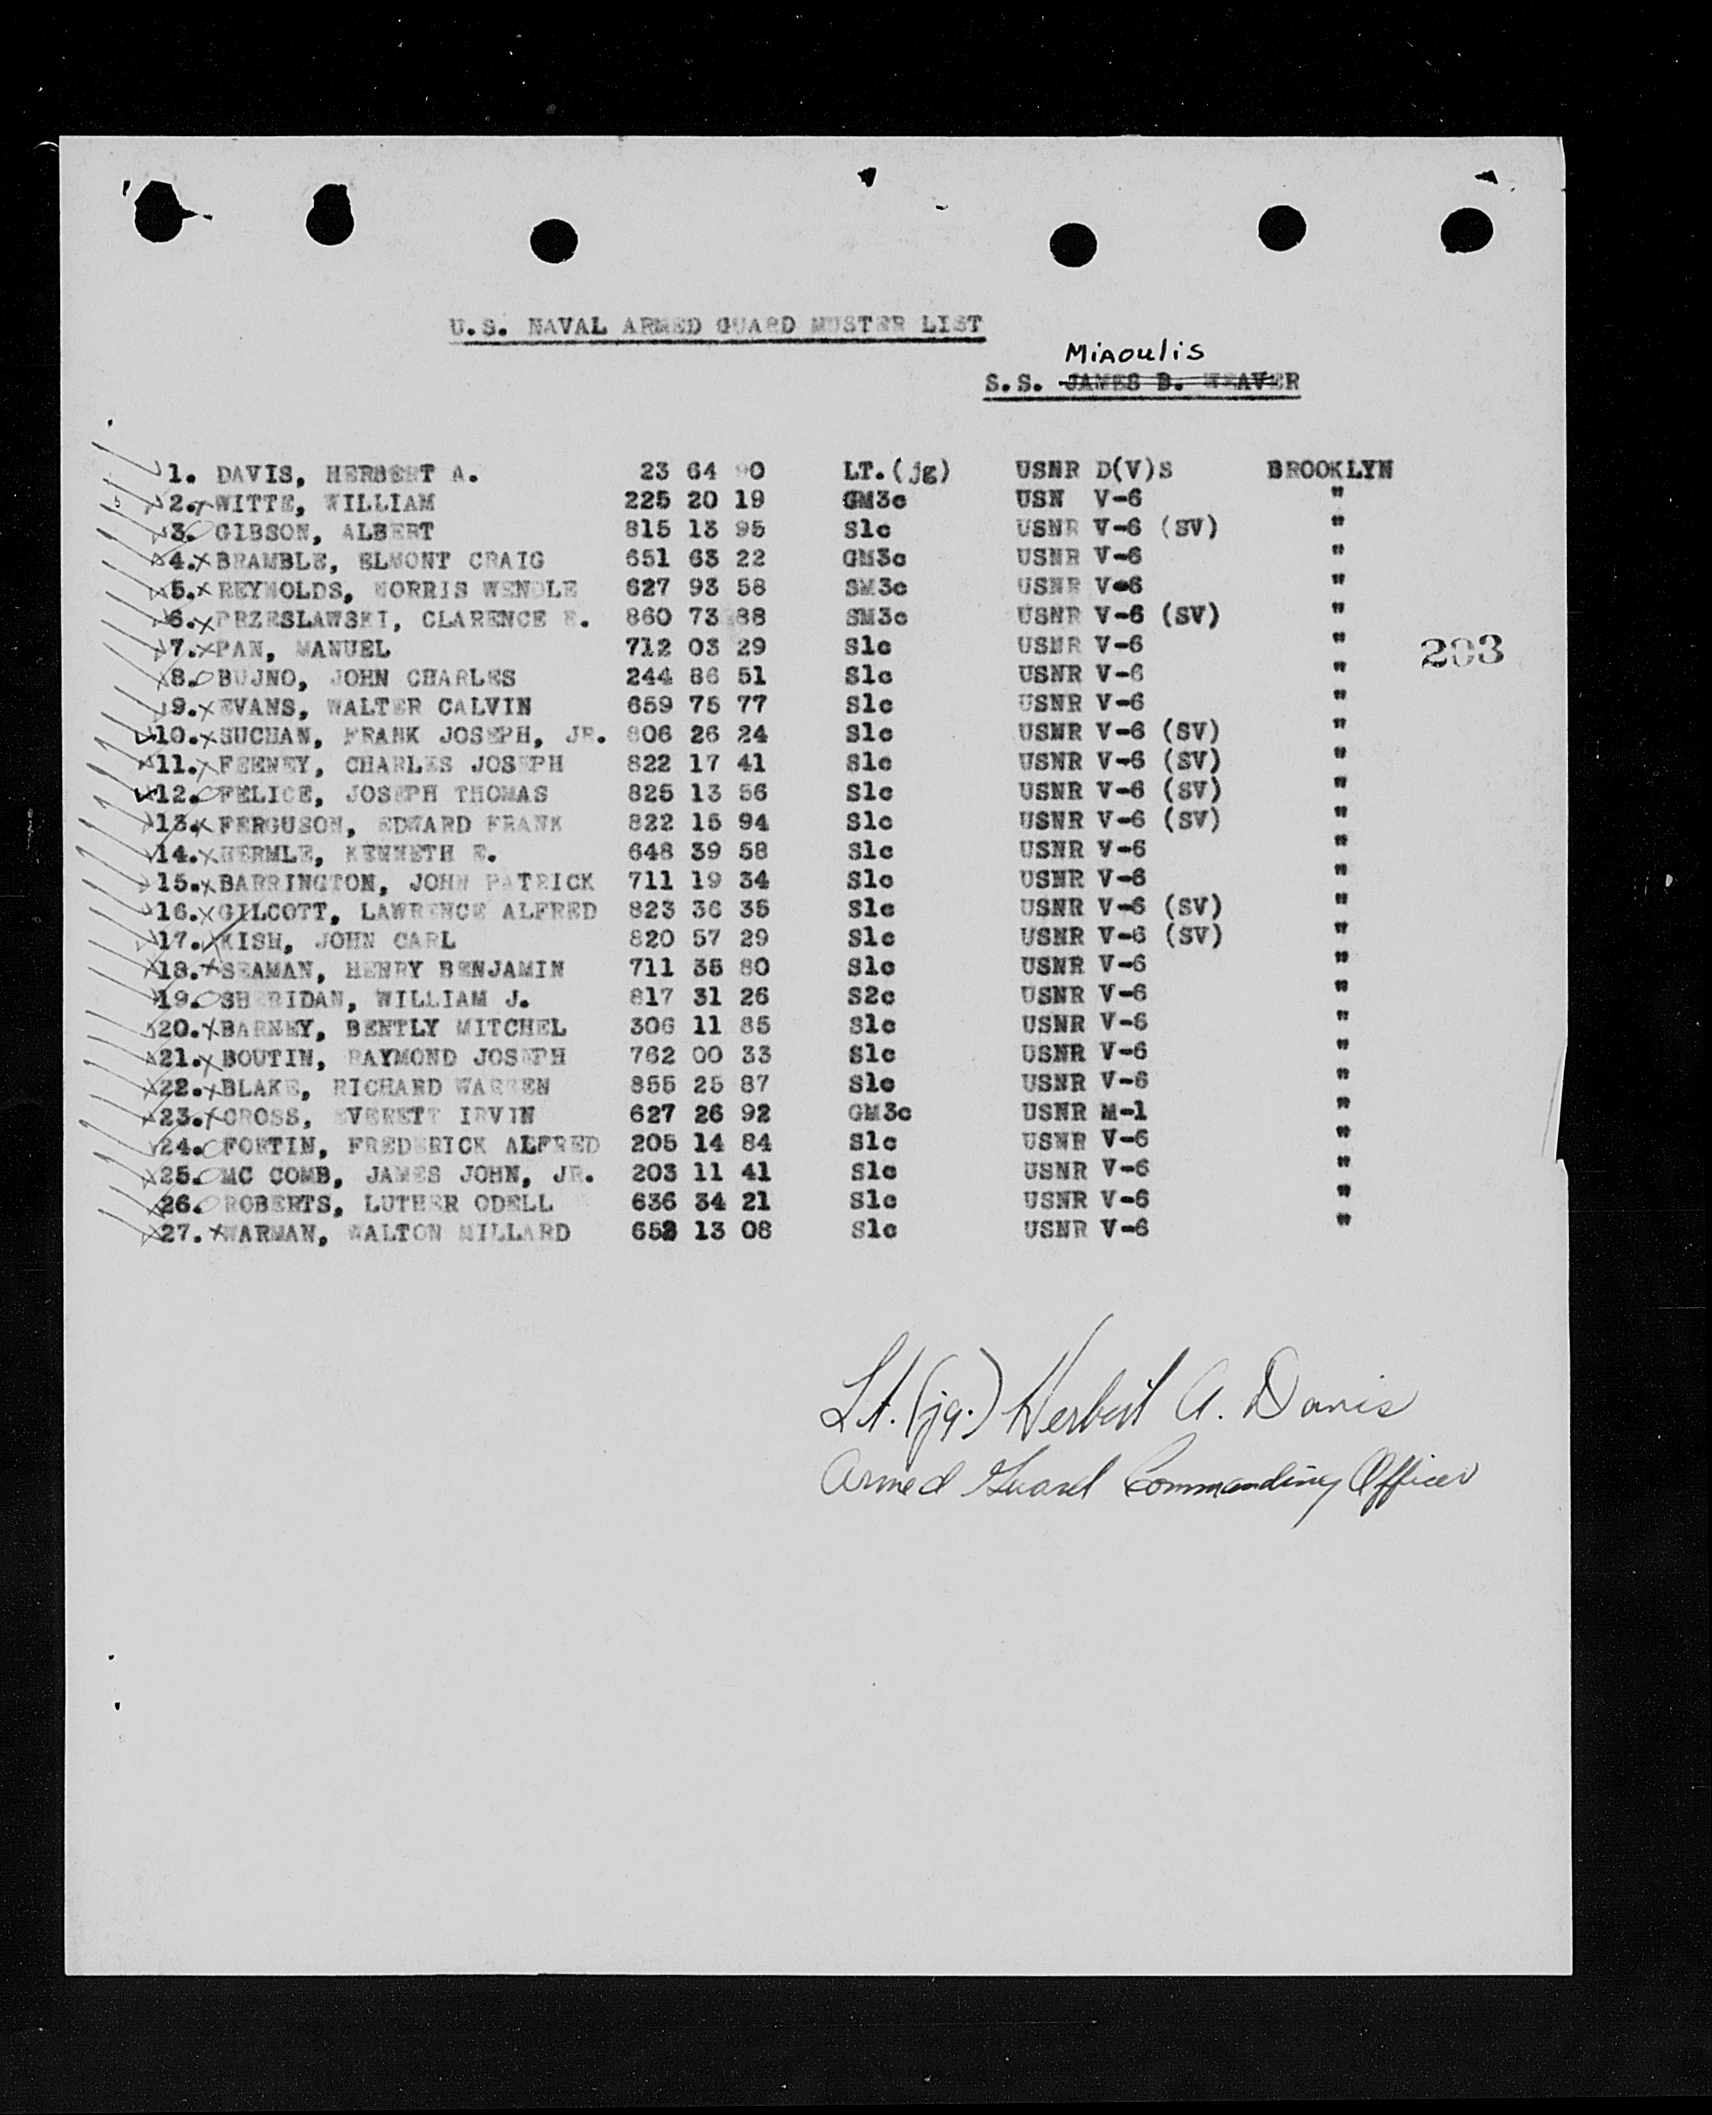 U.S. NAVAL ARMED GUARD MUSTER LIST
Miaoulis
S.S. JAMES B. WEAVER
1. DAVIS, HERBERT A. 23 64 90 LT.(jg) USNR D(V)S BROOKLYN
2. WITTE, WILLIAM 225 20 19 GM3c USN V-6 "
3. GIBSON, ALBERT 815 13 95 S1c USNR V-6 (SV) "
4. BRAMBLE, ELMONT CRAIG 651 63 22 GM3c USNR V-6 "
5. REYNOLDS, NORRIS WENDLE 627 93 58 SM3c USNR V-6 "
6. PRZESLAWSKI, CLARENCE E. 860 73 88 SM3c USNR V-6 (SV) "
7. PAN, MANUEL 712 03 29 S1c USNR V-6 "
203
8. BUJNO, JOHN CHARLES 244 86 51 S1c USNR V-6 "
9. EVANS, WALTER CALVIN 659 75 77 S1c USNR V-6 "
10. SUCHAN, FRANK JOSEPH, JR. 806 26 24 S1c USNR V-6 (SV) "
11. FEENEY, CHARLES JOSEPH 822 17 41 S1c USNR V-6 (SV) "
12. FELICE, JOSEPH THOMAS 825 13 56 S1c USNR V-6 (SV) "
13. FERGUSON, EDWARD FRANK 822 15 94 S1c USNR V-6 (SV) "
14. HERMLE, KENNETH E. 648 39 58 S1c USNR V-6 "
15. BARRINGTON, JOHN PATRICK 711 19 34 S1c USNR V-6 "
16. GILCOTT, LAWRENCE ALFRED 823 36 35 S1c USNR V-6 (SV) "
17. KISH, JOHN CARL 820 57 29 S1c USNR V-6 (SV) "
18. SEAMAN, HENRY BENJAMIN 711 35 80 S1c USNR V-6 "
19. SHERIDAN, WILLIAM J. 817 31 26 S2c USNR V-6 "
20. BARNEY, BENTLY MITCHEL 306 11 85 S1c USNR V-6 "
21. BOUTIN, RAYMOND JOSEPH 762 00 33 S1c USNR V-6 "
22. BLAKE, RICHARD WARREN 855 25 87 S1c USNR V-6 "
23. CROSS, EVERETT IRVIN 627 26 92 GM3c USNR M-1 "
24. FORTIN, FREDERICK ALFRED 205 14 84 S1c USNR V-6 "
25. MC COMB, JAMES JOHN, JR. 203 11 41 S1c USNR V-6 "
26. ROBERTS, LUTHER ODELL 636 34 21 S1c USNR V-6 "
27. WARMAN, WALTON MILLARD 13 08 S1c USNR V-6 "
Lt. (jg.) Herbert A. Davis
Armed Guard Commanding Officer